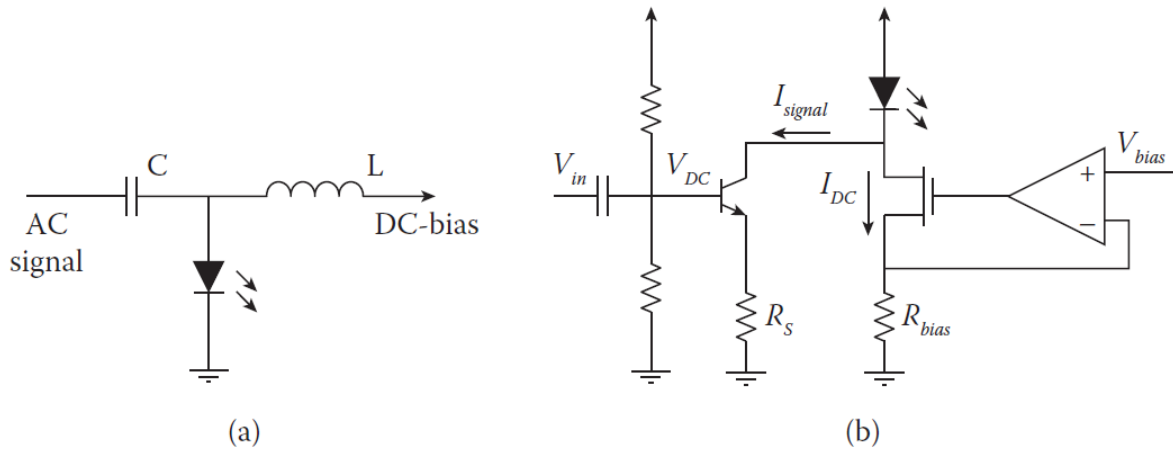 C
L
AC
signal
DC-bias
(a)
I_signal
V_in
V_DC
I_DC
V_bias
+
−
R_S
R_bias
(b)